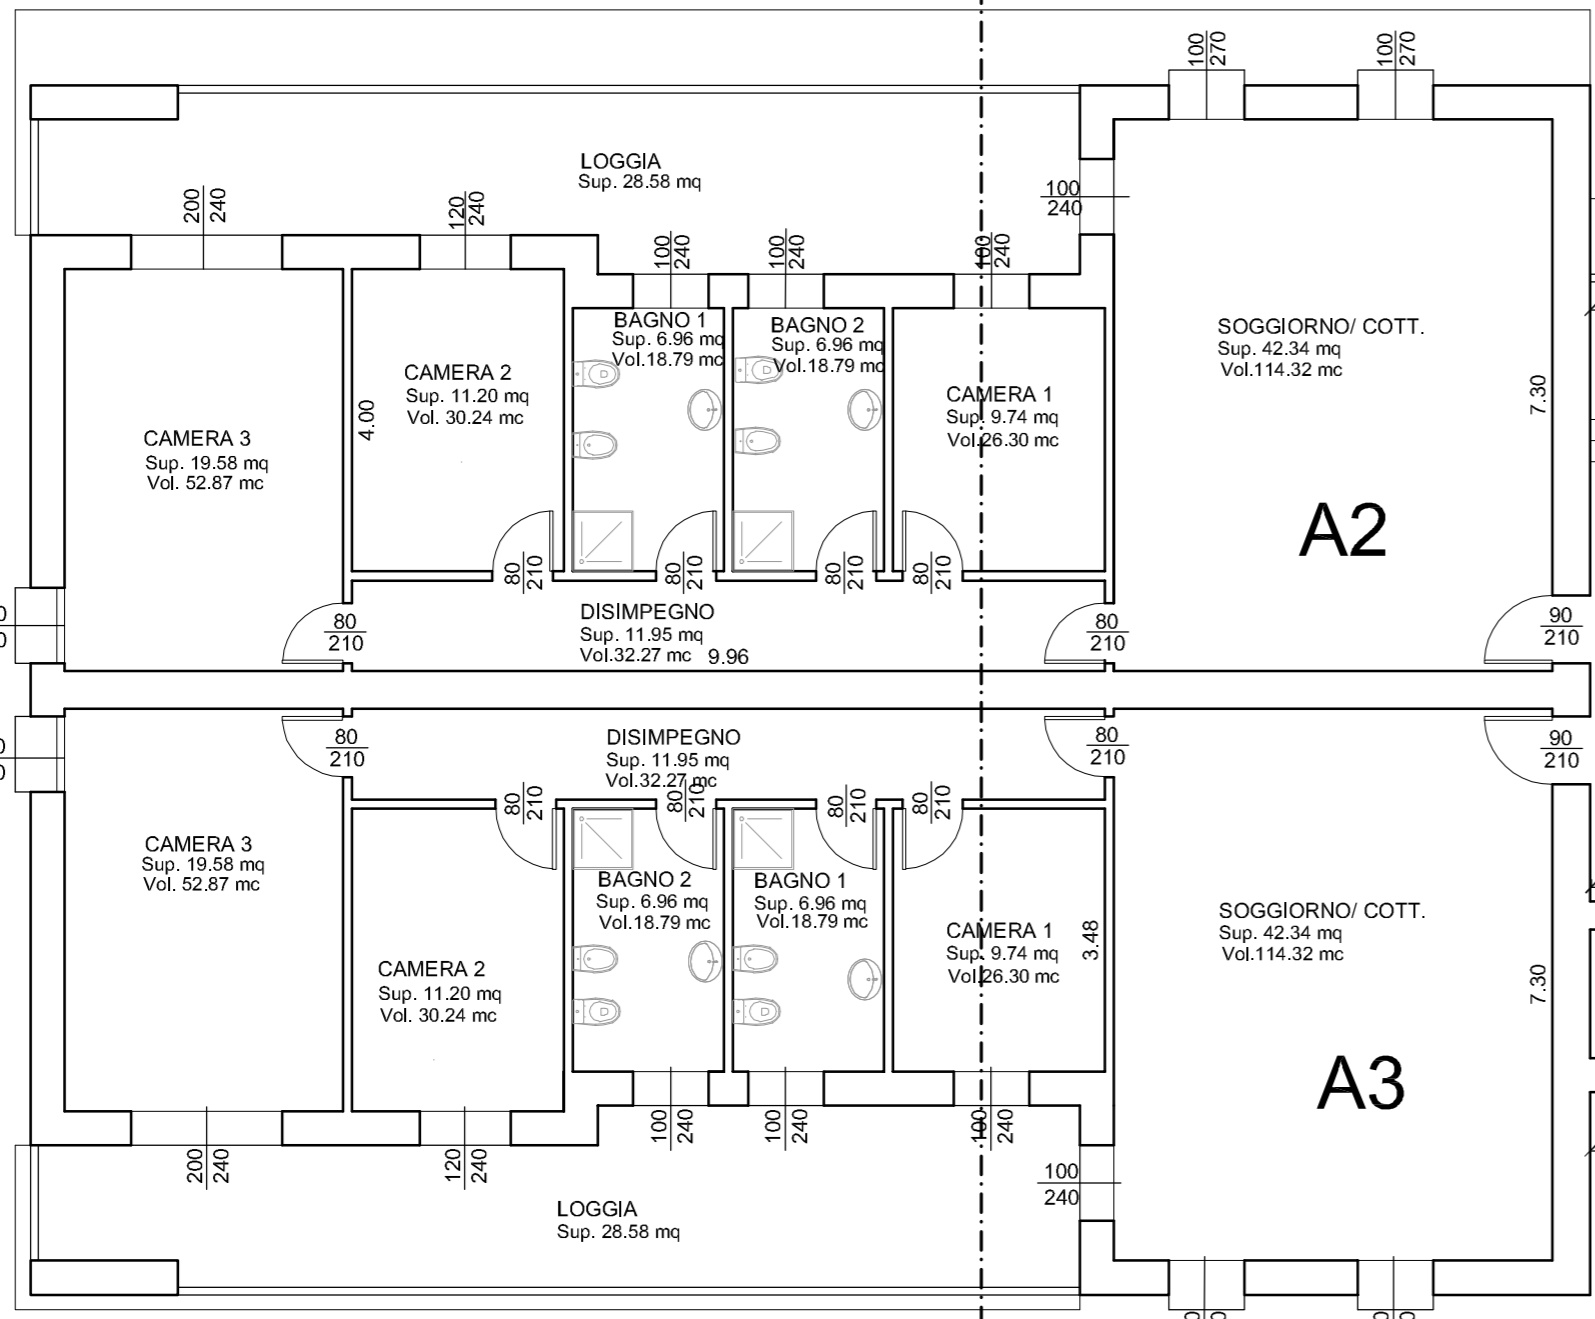 100
270
100
270
LOGGIA
Sup. 28.58 mq
200
240
120
240
100
240
100
240
100
240
100
240
BAGNO 1
Sup. 6.96 mq
Vol.18.79 mc
BAGNO 2
Sup. 6.96 mq
Vol.18.79 mc
SOGGIORNO/ COTT.
Sup. 42.34 mq
Vol.114.32 mc
CAMERA 2
Sup. 11.20 mq
Vol. 30.24 mc
4.00
CAMERA 1
Sup. 9.74 mq
Vol.26.30 mc
7.30
CAMERA 3
Sup. 19.58 mq
Vol. 52.87 mc
A2
80
210
80
210
80
210
80
210
DISIMPEGNO
Sup. 11.95 mq
Vol.32.27 mc 9.96
80
210
80
210
90
210
0
0
80
210
DISIMPEGNO
Sup. 11.95 mq
Vol.32.27 mc
80
210
90
210
0
0
80
210
80
210
80
210
80
210
CAMERA 3
Sup. 19.58 mq
Vol. 52.87 mc
BAGNO 2
Sup. 6.96 mq
Vol.18.79 mc
BAGNO 1
Sup. 6.96 mq
Vol.18.79 mc
CAMERA 1
Sup. 9.74 mq
Vol.26.30 mc
3.48
SOGGIORNO/ COTT.
Sup. 42.34 mq
Vol.114.32 mc
CAMERA 2
Sup. 11.20 mq
Vol. 30.24 mc
7.30
A3
200
240
120
240
100
240
100
240
100
240
100
240
LOGGIA
Sup. 28.58 mq